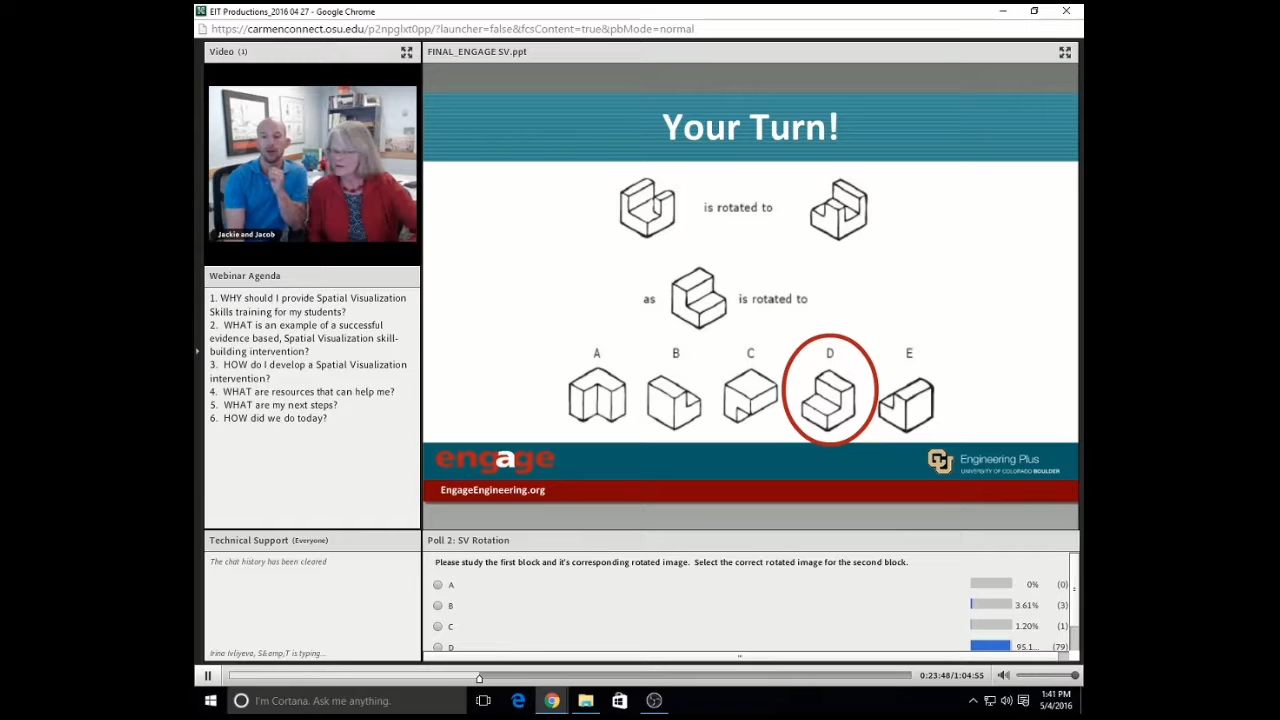 EIT Productions_2016 04 27 - Google Chrome
https://carmenconnect.osu.edu/p2npglxt0pp/?launcher=false&fcsContent=true&pbMode=normal
Video (1)
FINAL_ENGAGE SV.ppt
Jackie and Jacob
Your Turn!
is rotated to
as
is rotated to
A
B
C
D
E
engage
Engineering Plus
UNIVERSITY OF COLORADO BOULDER
EngageEngineering.org
Webinar Agenda
1. WHY should I provide Spatial Visualization
Skills training for my students?
2. WHAT is an example of a successful
evidence based, Spatial Visualization skill-
building intervention?
3. HOW do I develop a Spatial Visualization
intervention?
4. WHAT are resources that can help me?
5. WHAT are my next steps?
6. HOW did we do today?
Technical Support (Everyone)
The chat history has been cleared
Irina Ivliyeva, S&amp;T is typing...
Poll 2: SV Rotation
Please study the first block and it's corresponding rotated image. Select the correct rotated image for the second block.
A 0% (0)
B 3.61% (3)
C 1.20% (1)
D 95.1... (79)
0:23:48/1:04:55
I'm Cortana. Ask me anything.
1:41 PM
5/4/2016